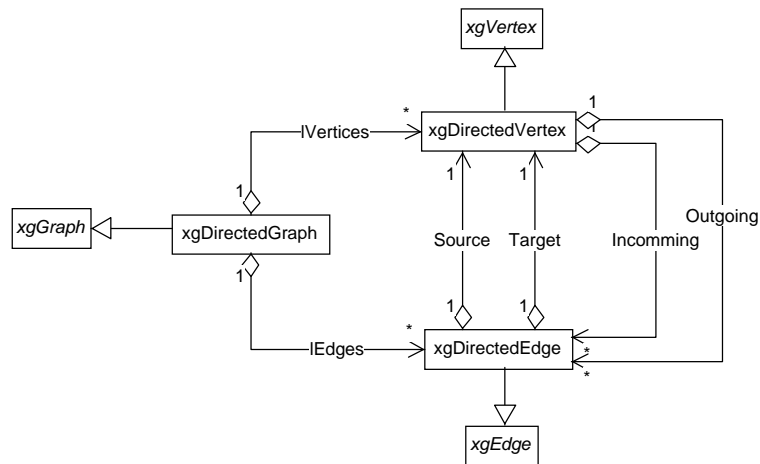 xgVertex
1
*
xgDirectedVertex
1
lVertices
1
1
1
xgGraph
xgDirectedGraph
Source
Target
Incomming
Outgoing
1
1
1
*
lEdges
xgDirectedEdge
*
*
xgEdge